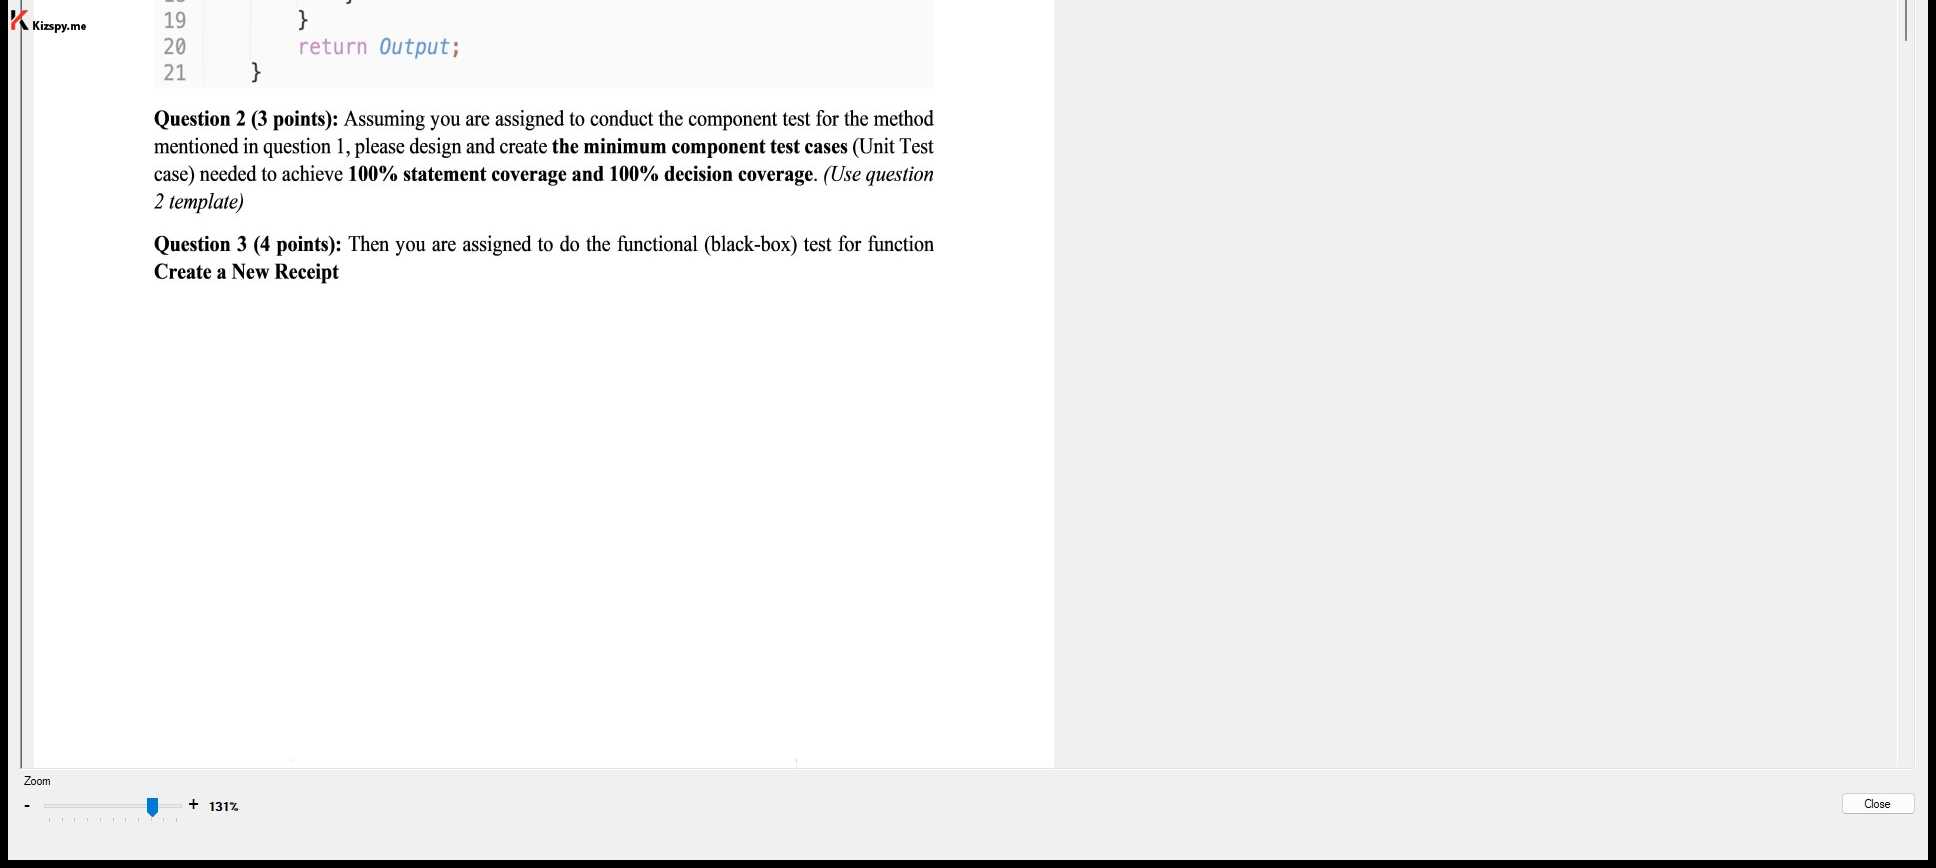 Kizspy.me
19 }
20 return Output;
21 }
Question 2 (3 points): Assuming you are assigned to conduct the component test for the method
mentioned in question 1, please design and create the minimum component test cases (Unit Test
case) needed to achieve 100% statement coverage and 100% decision coverage. (Use question
2 template)
Question 3 (4 points): Then you are assigned to do the functional (black-box) test for function
Create a New Receipt
Zoom
- + 131%
Close